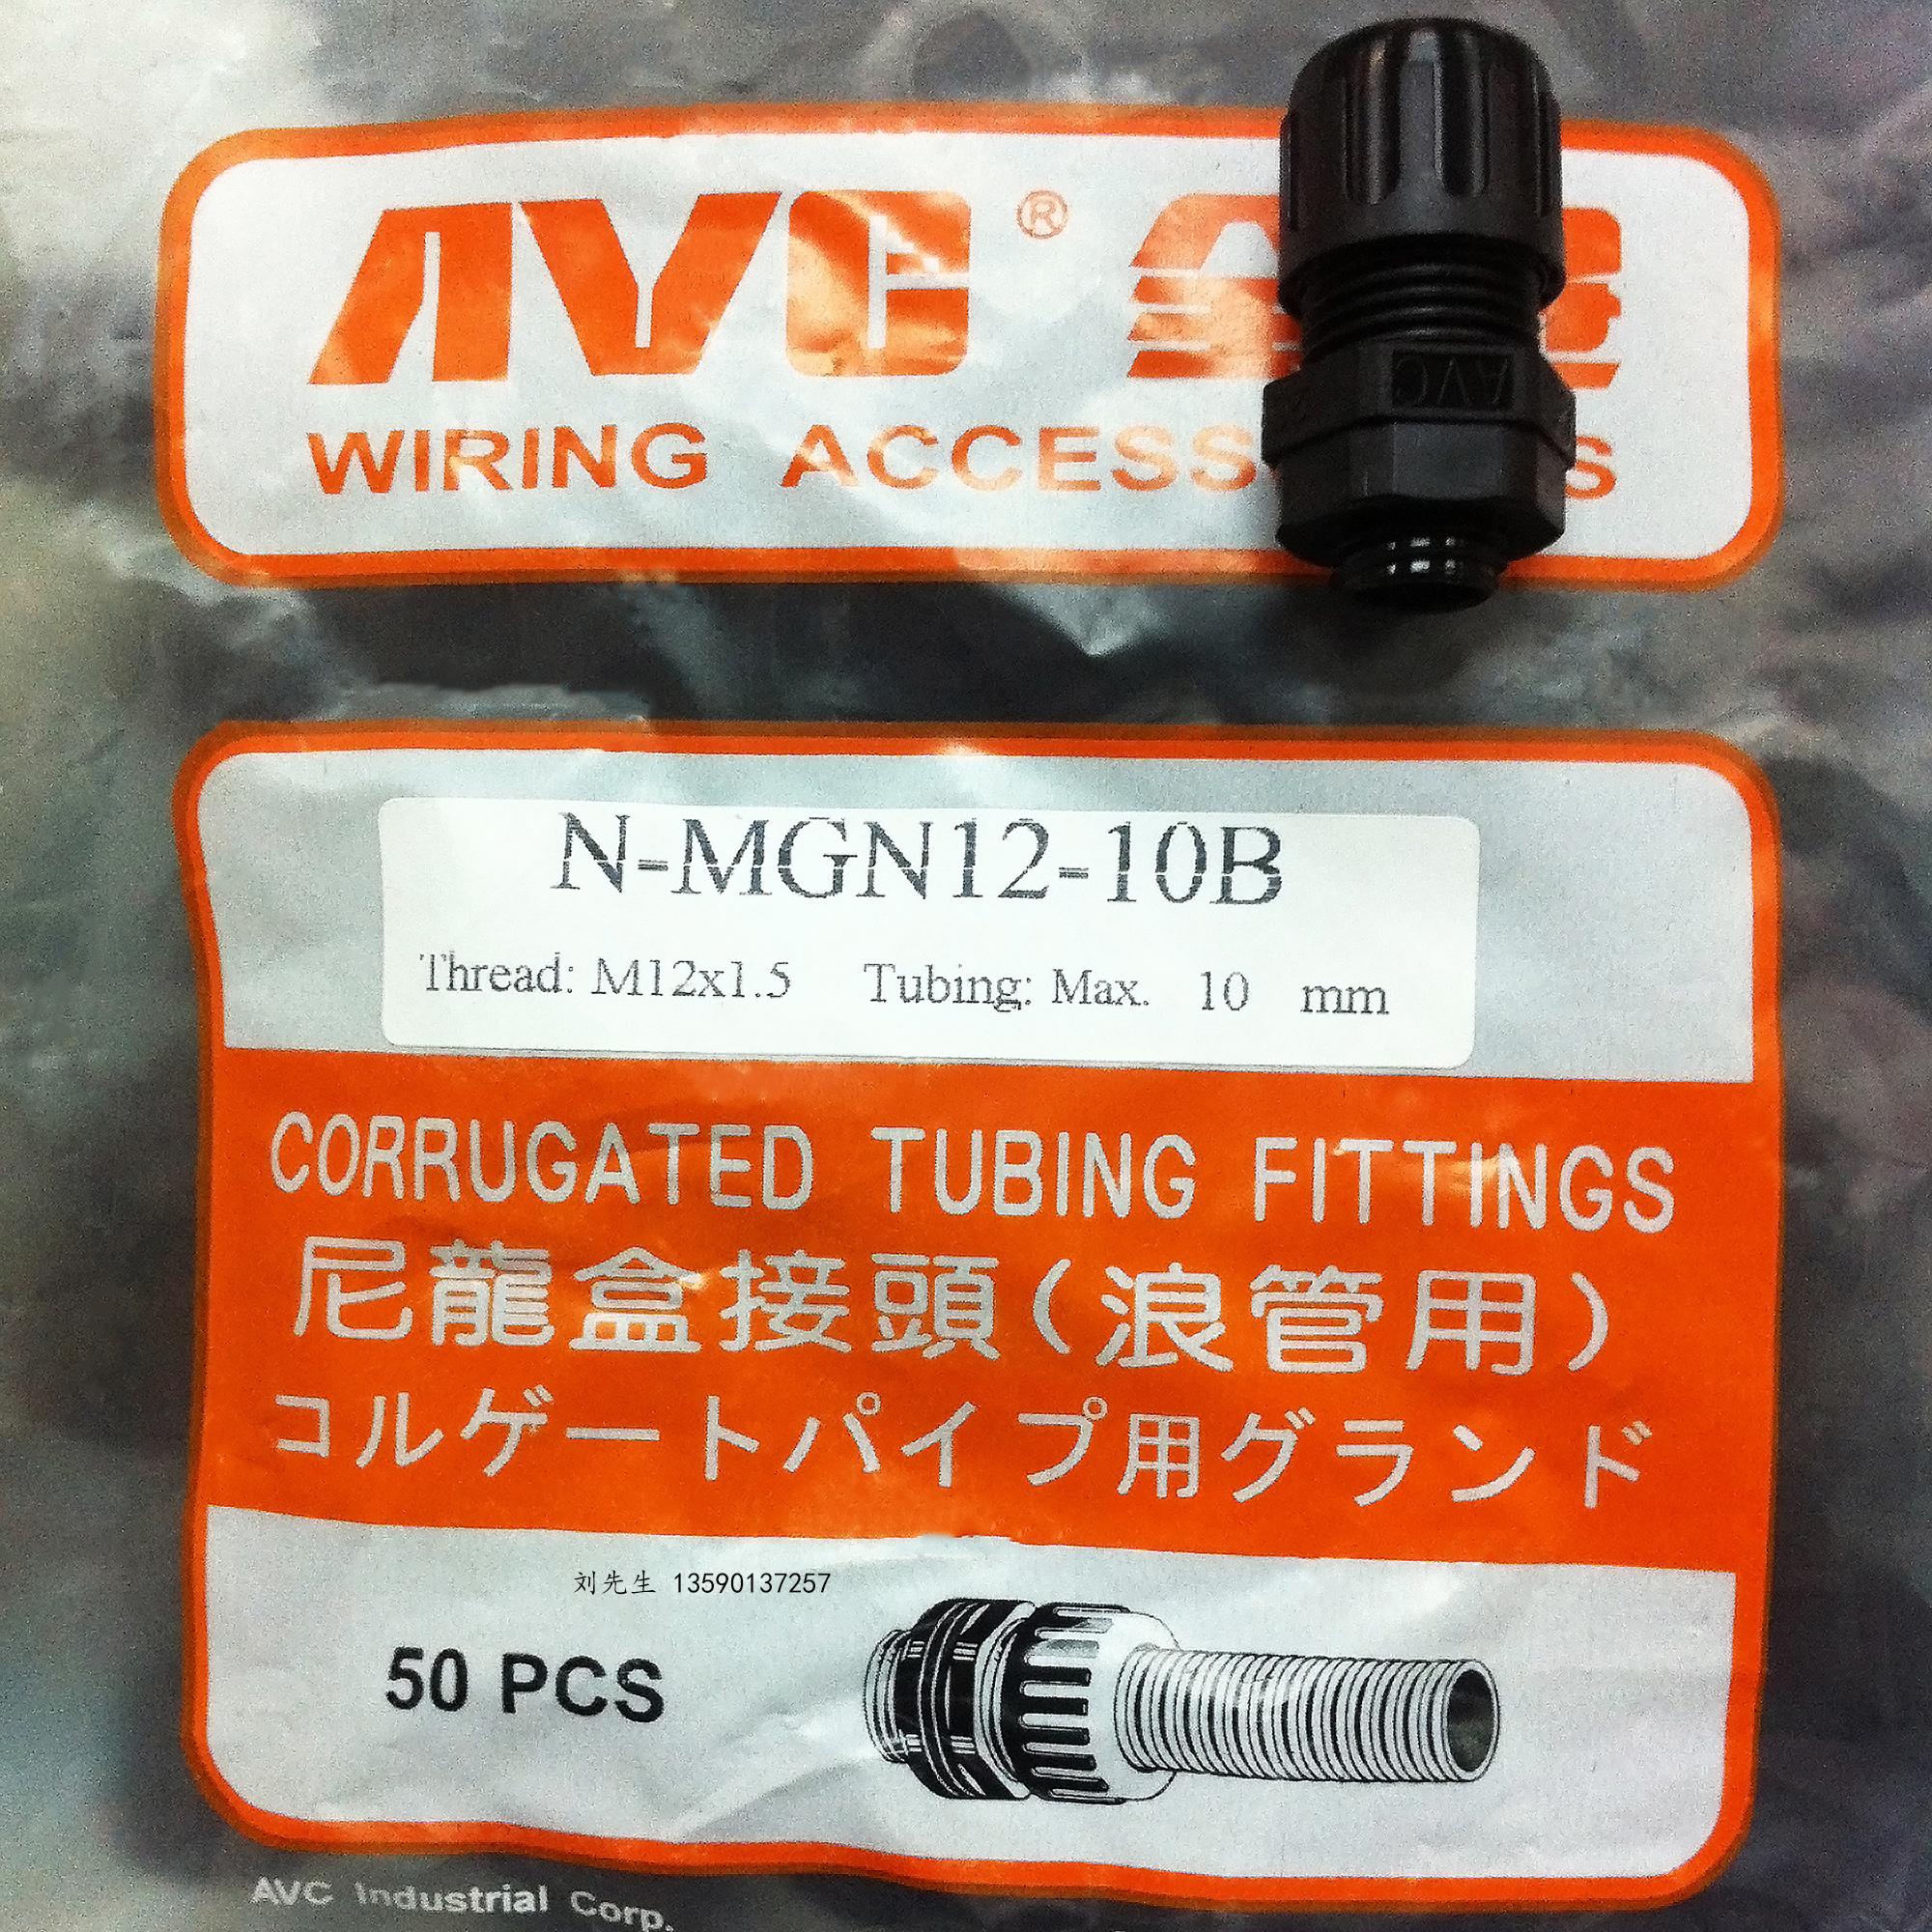 AVC®
WIRING ACCESS
S
AVC
N-MGN12-10B
Thread: M12x1.5 Tubing: Max. 10 mm
CORRUGATED TUBING FITTINGS
尼龍盒接頭(浪管用)
コルゲートパイプ用グランド
刘先生 13590137257
50 PCS
AVC Industrial Corp.